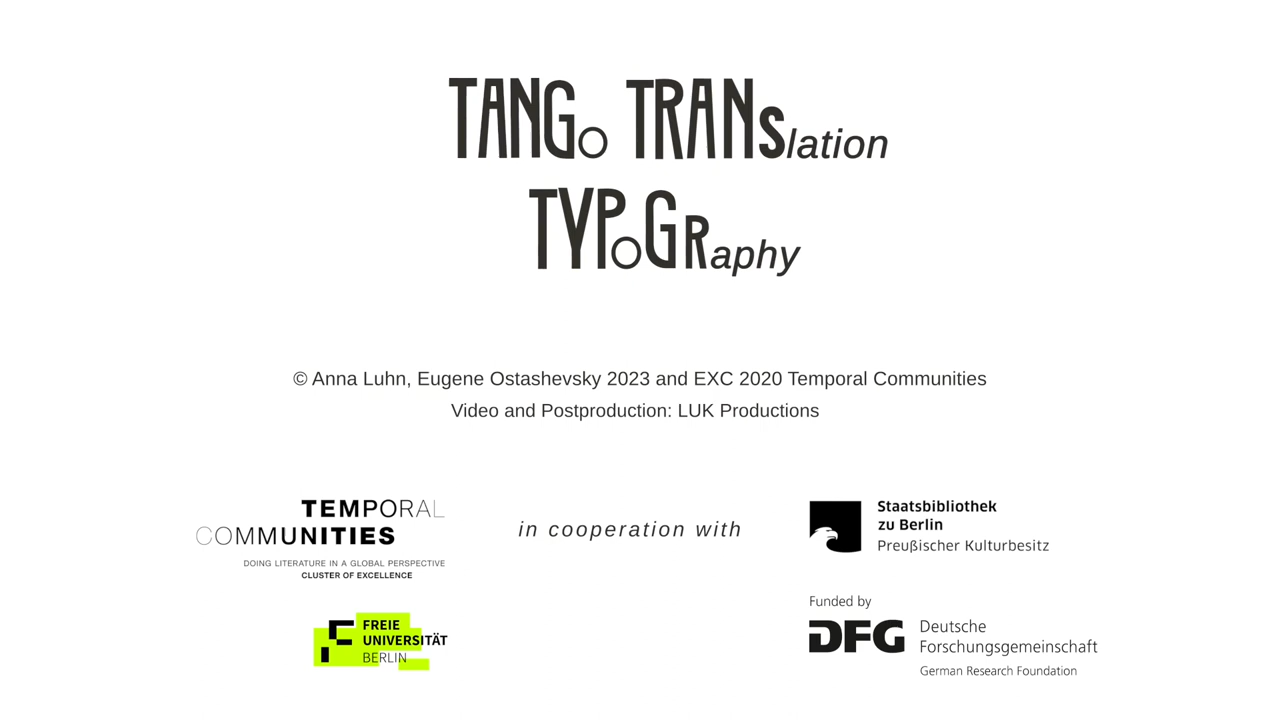 TANGo TRANslation
TYPoGRaphy
© Anna Luhn, Eugene Ostashevsky 2023 and EXC 2020 Temporal Communities
Video and Postproduction: LUK Productions
TEMPORAL
COMMUNITIES
DOING LITERATURE IN A GLOBAL PERSPECTIVE
CLUSTER OF EXCELLENCE
in cooperation with
Staatsbibliothek
zu Berlin
Preußischer Kulturbesitz
FREIE
UNIVERSITÄT
BERLIN
Funded by
DFG
Deutsche
Forschungsgemeinschaft
German Research Foundation